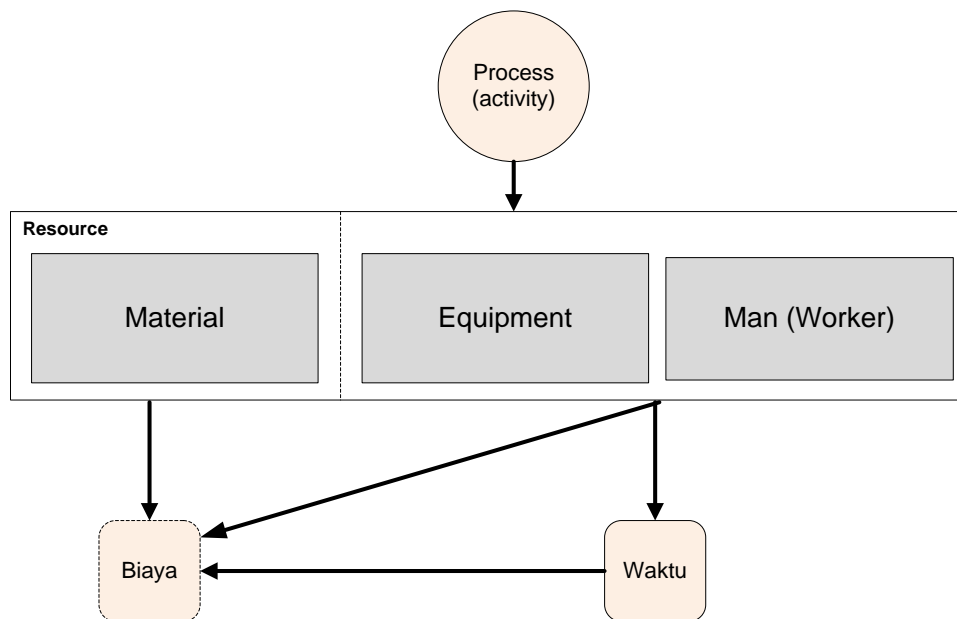 Process
(activity)
Resource
Material
Equipment
Man (Worker)
Biaya
Waktu